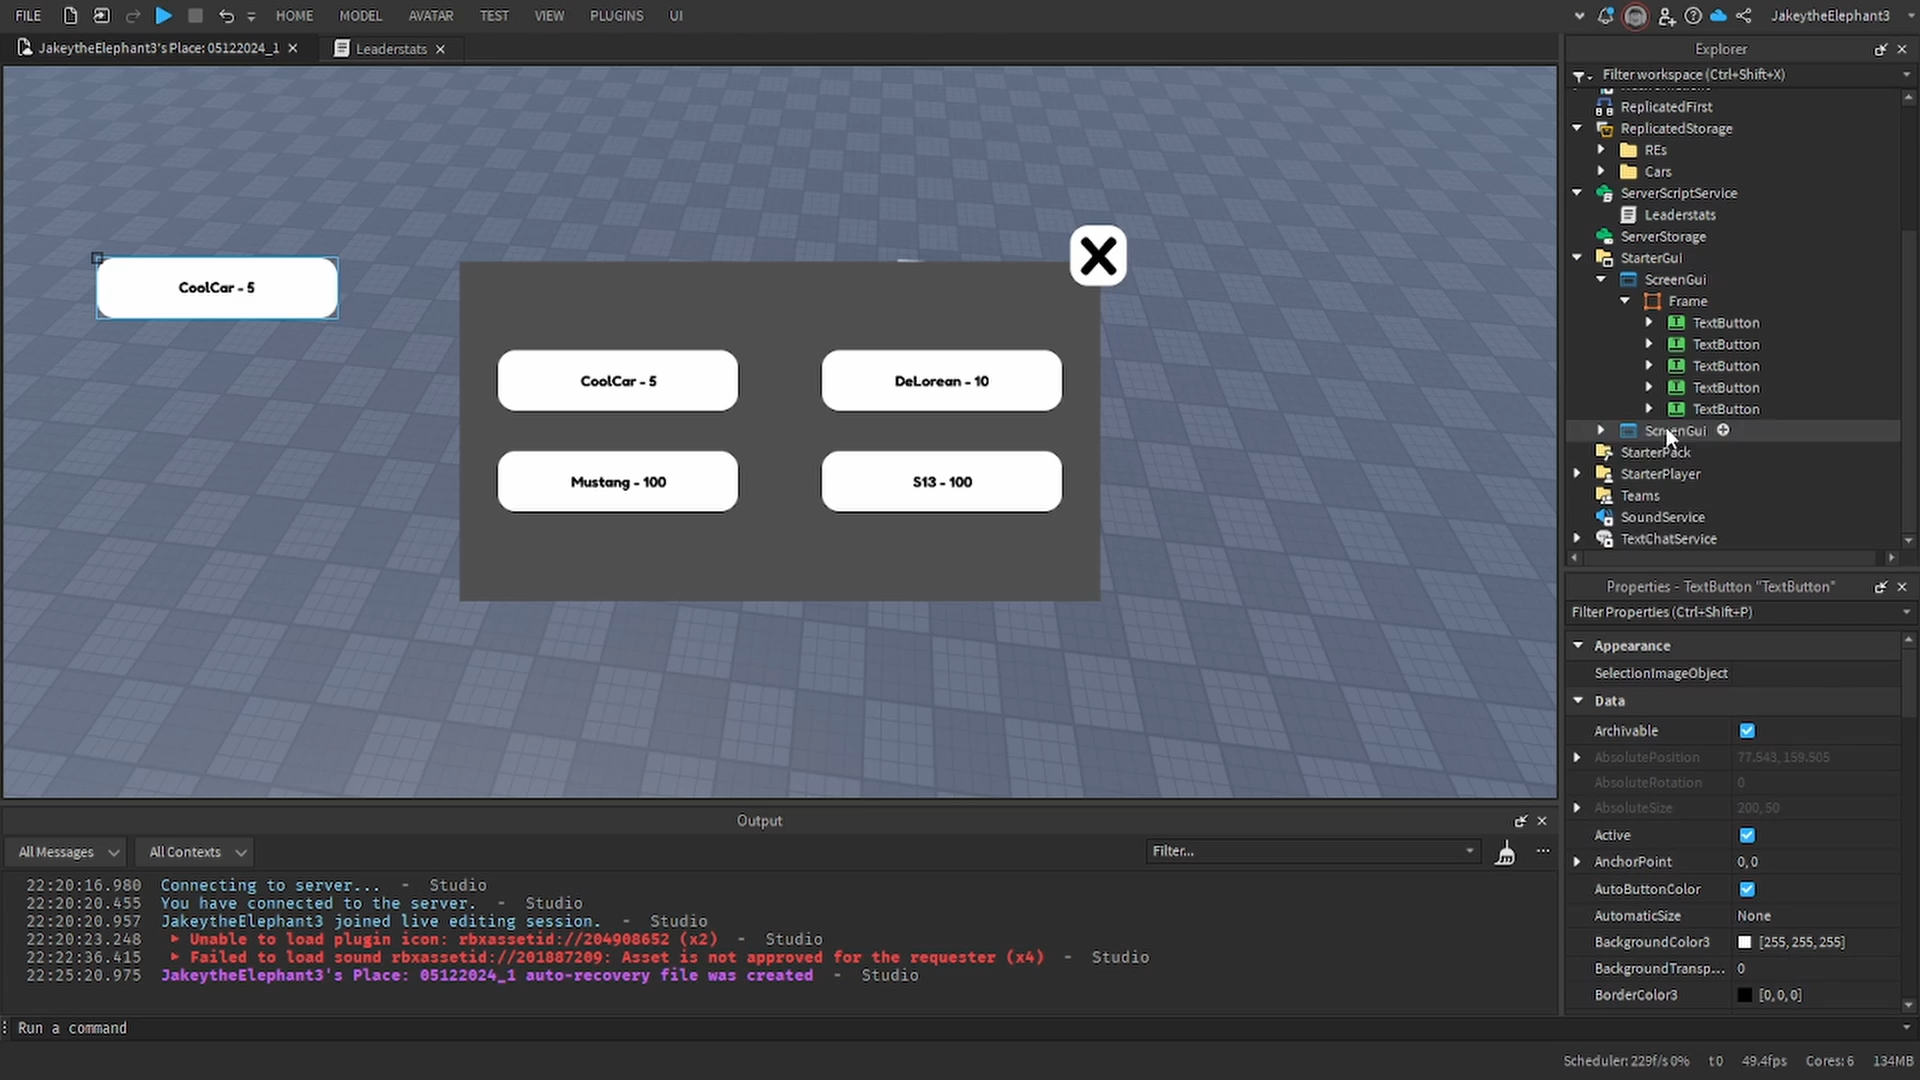 FILE HOME MODEL AVATAR TEST VIEW PLUGINS UI JakeytheElephant3
JakeytheElephant3's Place: 05122024_1 Leaderstats
CoolCar - 5
CoolCar - 5 DeLorean - 10
Mustang - 100 S13 - 100
Explorer
Filter workspace (Ctrl+Shift+X)
ReplicatedFirst
ReplicatedStorage
REs
Cars
ServerScriptService
Leaderstats
ServerStorage
StarterGui
ScreenGui
Frame
TextButton
TextButton
TextButton
TextButton
TextButton
ScreenGui
StarterPack
StarterPlayer
Teams
SoundService
TextChatService
Properties - TextButton "TextButton"
Filter Properties (Ctrl+Shift+P)
Appearance
SelectionImageObject
Data
Archivable
AbsolutePosition 77.543, 159.505
AbsoluteRotation 0
AbsoluteSize 200, 50
Active
AnchorPoint 0,0
AutoButtonColor
AutomaticSize None
BackgroundColor3 [255, 255, 255]
BackgroundTransp... 0
BorderColor3 [0,0,0]
Output
All Messages All Contexts Filter... ...
22:20:16.980 Connecting to server... - Studio
22:20:20.455 You have connected to the server. - Studio
22:20:20.957 JakeytheElephant3 joined live editing session. - Studio
22:20:23.248 Unable to load plugin icon: rbxassetid://204908652 (x2) - Studio
22:22:36.415 Failed to load sound rbxassetid://201887209: Asset is not approved for the requester (x4) - Studio
22:25:20.975 JakeytheElephant3's Place: 05122024_1 auto-recovery file was created - Studio
Run a command
Scheduler: 229f/s 0% t0 49.4fps Cores: 6 134MB